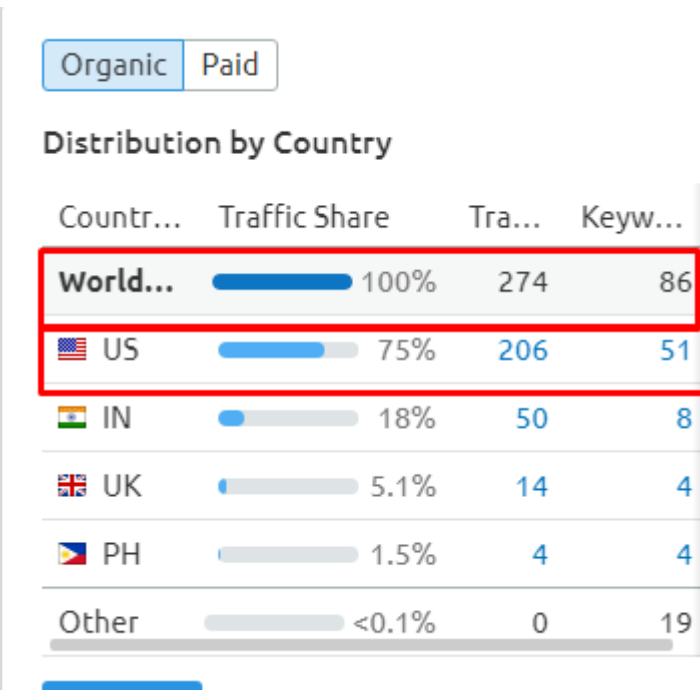 Organic Paid
Distribution by Country
Countr... Traffic Share Tra... Keyw...
World... 100% 274 86
US 75% 206 51
IN 18% 50 8
UK 5.1% 14 4
PH 1.5% 4 4
Other <0.1% 0 19